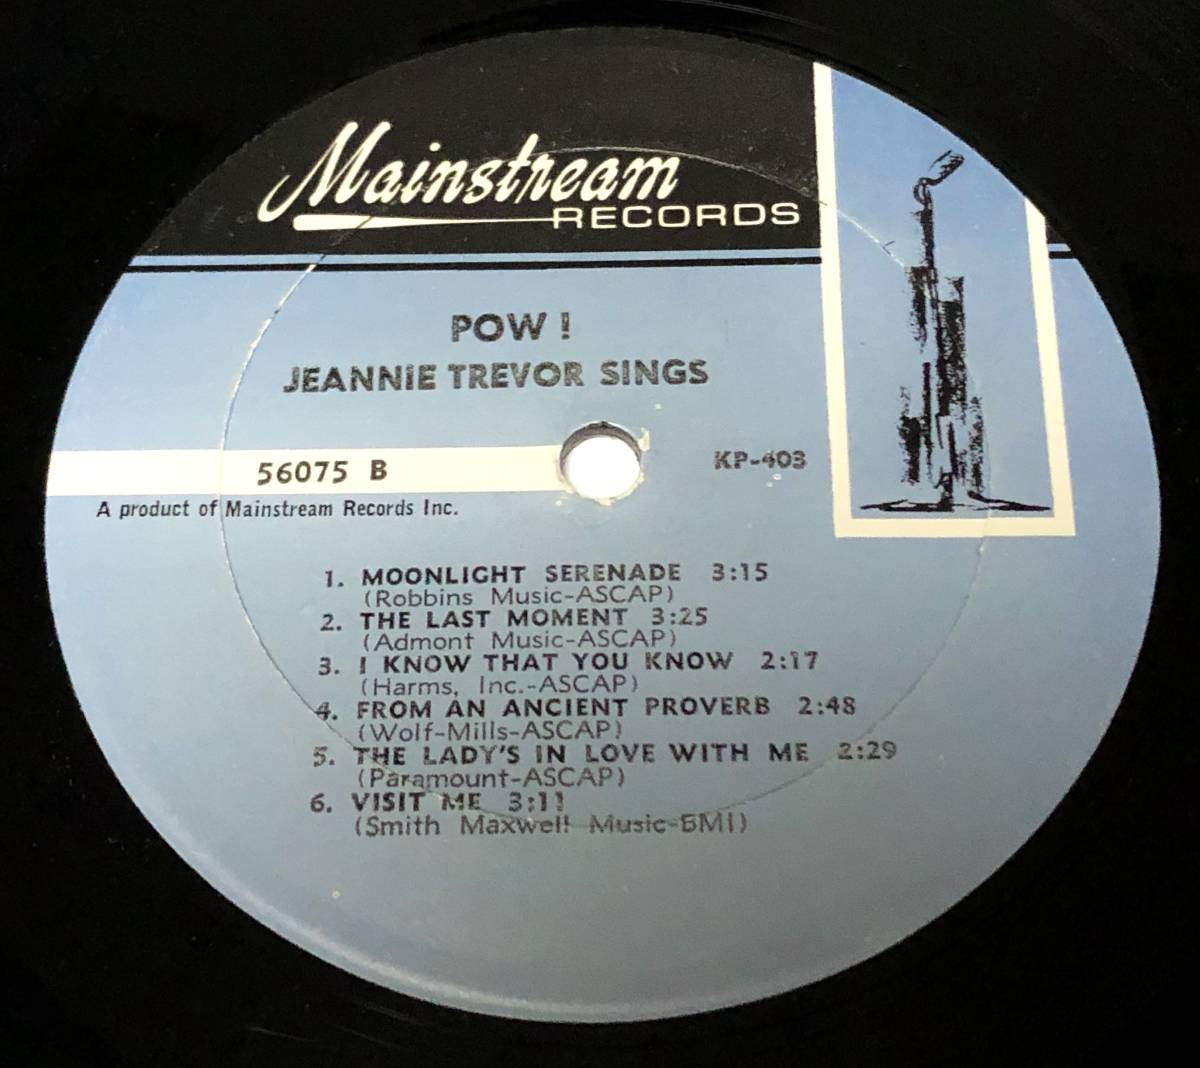 Mainstream
RECORDS
POW !
JEANNIE TREVOR SINGS
56075 B
KP-403
A product of Mainstream Records Inc.
1. MOONLIGHT SERENADE 3:15
(Robbins Music-ASCAP)
2. THE LAST MOMENT 3:25
(Admont Music-ASCAP)
3. I KNOW THAT YOU KNOW 2:17
(Harms, Inc.-ASCAP)
4. FROM AN ANCIENT PROVERB 2:48
(Wolf-Mills-ASCAP)
5. THE LADY'S IN LOVE WITH ME 2:29
(Paramount-ASCAP)
6. VISIT ME 3:11
(Smith Maxwell Music-BMI)